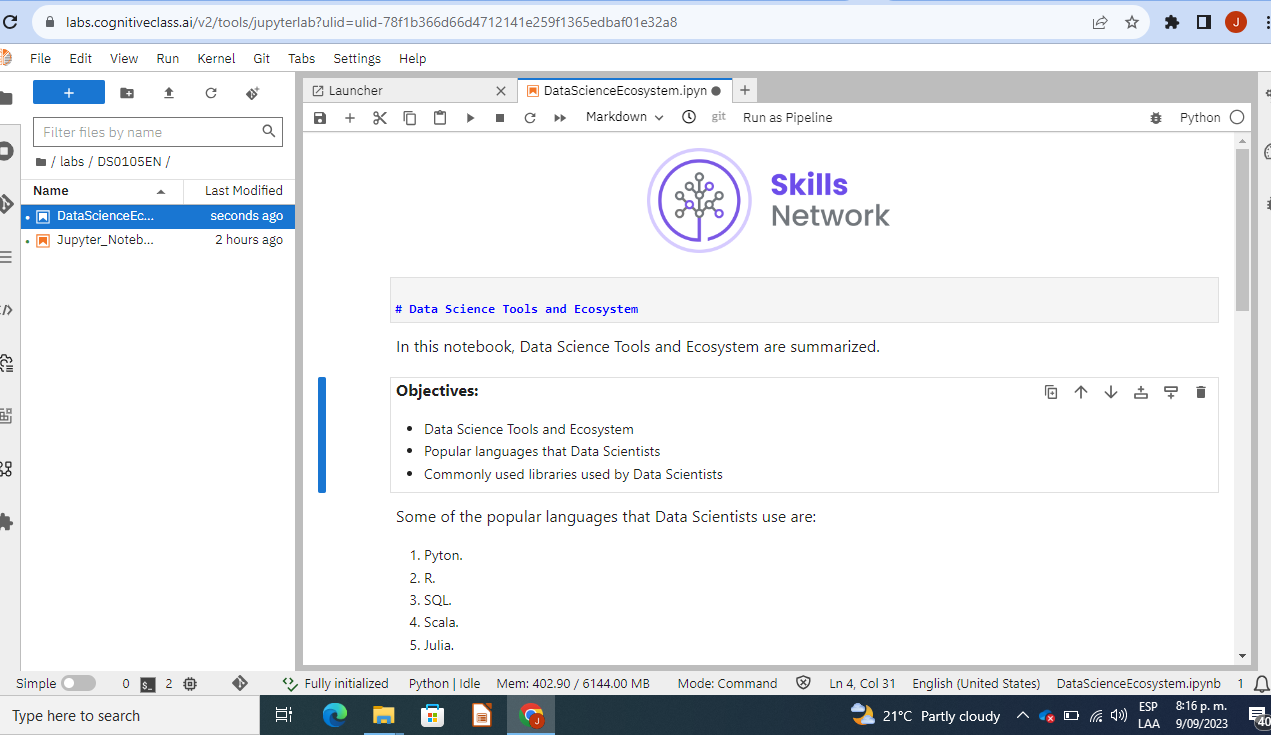 labs.cognitiveclass.ai/v2/tools/jupyterlab?ulid=ulid-78f1b366d66d4712141e259f1365edbaf01e32a8
J
File Edit View Run Kernel Git Tabs Settings Help
+
Launcher
DataScienceEcosystem.ipyn
Filter files by name
/ labs / DS0105EN /
Name Last Modified
DataScienceEc... seconds ago
Jupyter_Noteb... 2 hours ago
Markdown
git
Run as Pipeline
Python
Skills
Network
# Data Science Tools and Ecosystem
In this notebook, Data Science Tools and Ecosystem are summarized.
Objectives:
• Data Science Tools and Ecosystem
• Popular languages that Data Scientists
• Commonly used libraries used by Data Scientists
Some of the popular languages that Data Scientists use are:
1. Pyton.
2. R.
3. SQL.
4. Scala.
5. Julia.
Simple 0 2 Fully initialized Python | Idle Mem: 402.90 / 6144.00 MB Mode: Command Ln 4, Col 31 English (United States) DataScienceEcosystem.ipynb 1
Type here to search
J
21°C Partly cloudy
ESP
LAA
8:16 p. m.
9/09/2023
40